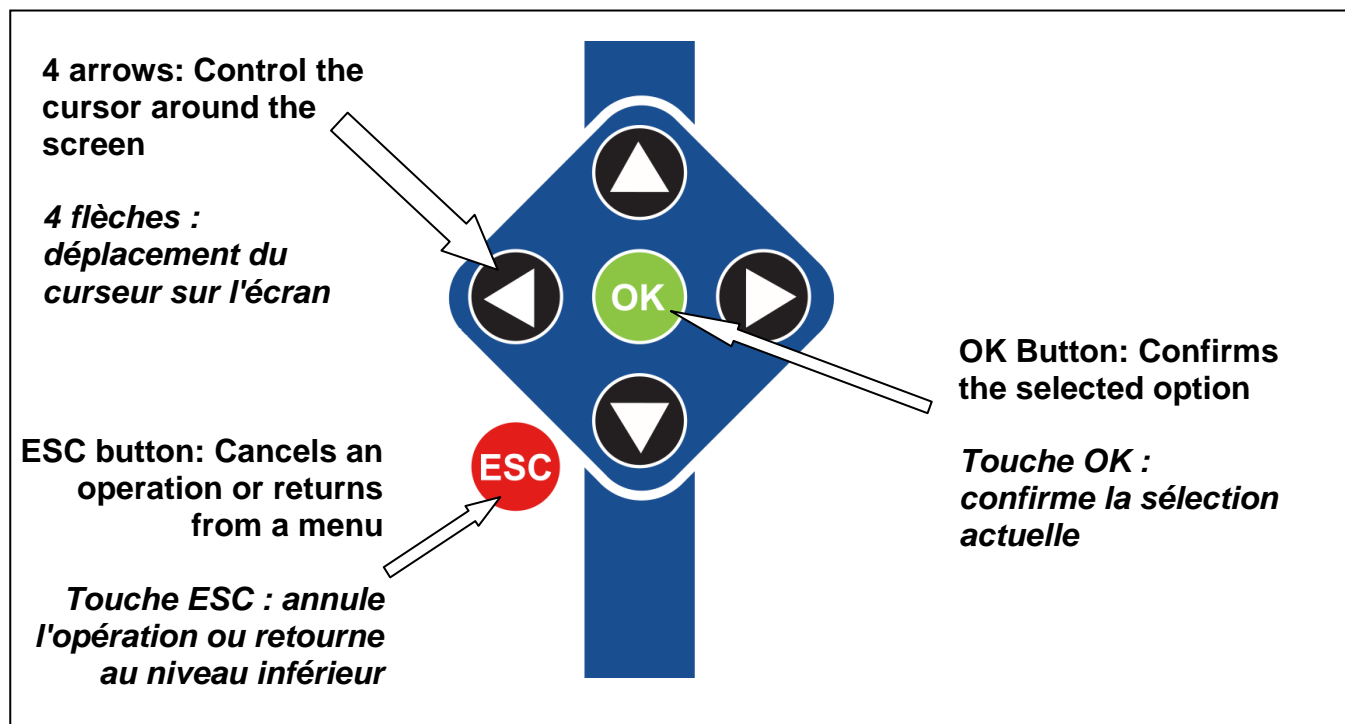 4 arrows: Control the
cursor around the
screen
4 flèches :
déplacement du
curseur sur l'écran
OK
OK Button: Confirms
the selected option
Touche OK :
confirme la sélection
actuelle
ESC
ESC button: Cancels an
operation or returns
from a menu
Touche ESC : annule
l'opération ou retourne
au niveau inférieur